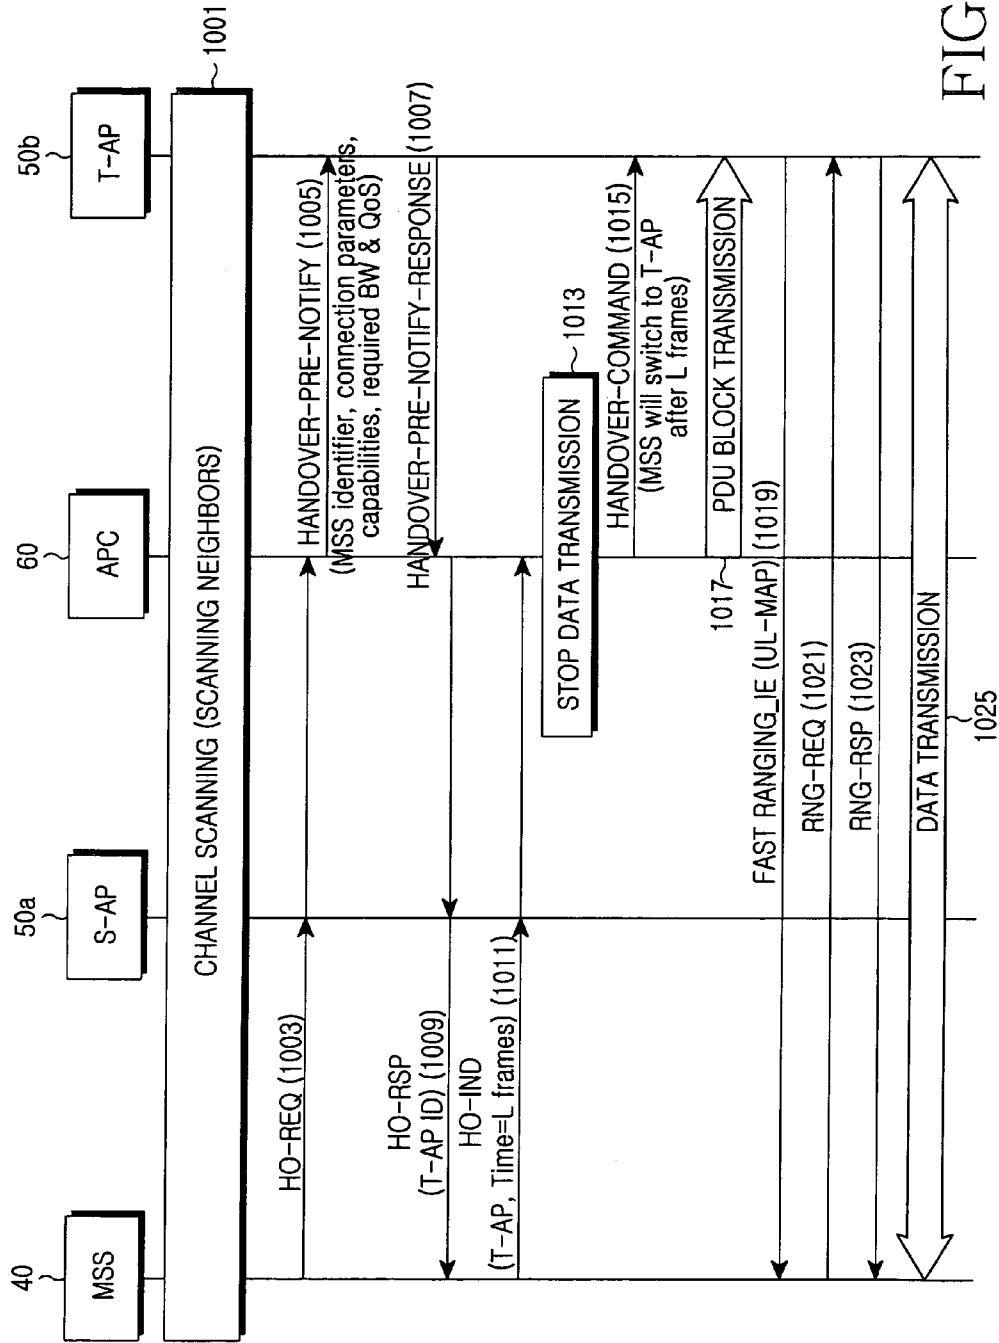 40
50a
60
50b
MSS
S-AP
APC
T-AP
CHANNEL SCANNING (SCANNING NEIGHBORS)
1001
HO-REQ (1003)
HANDOVER-PRE-NOTIFY (1005)
(MSS identifier, connection parameters,
capabilities, required BW & QoS)
HANDOVER-PRE-NOTIFY-RESPONSE (1007)
HO-RSP
(T-AP ID) (1009)
HO-IND
(T-AP, Time=L frames) (1011)
STOP DATA TRANSMISSION
1013
HANDOVER-COMMAND (1015)
(MSS will switch to T-AP
after L frames)
PDU BLOCK TRANSMISSION
1017
FAST RANGING_IE (UL-MAP) (1019)
RNG-REQ (1021)
RNG-RSP (1023)
DATA TRANSMISSION
1025
FIG